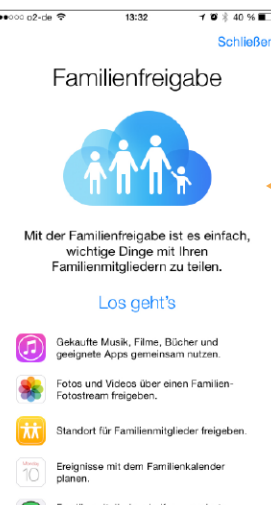 o2-de 13:32 40 %
Schließen
Familienfreigabe
Mit der Familienfreigabe ist es einfach,
wichtige Dinge mit Ihren
Familienmitgliedern zu teilen.
Los geht's
Gekaufte Musik, Filme, Bücher und
geeignete Apps gemeinsam nutzen.
Fotos und Videos über einen Familien-
Fotostream freigeben.
Standort für Familienmitglieder freigeben.
Monday
10
Ereignisse mit dem Familienkalender
planen.